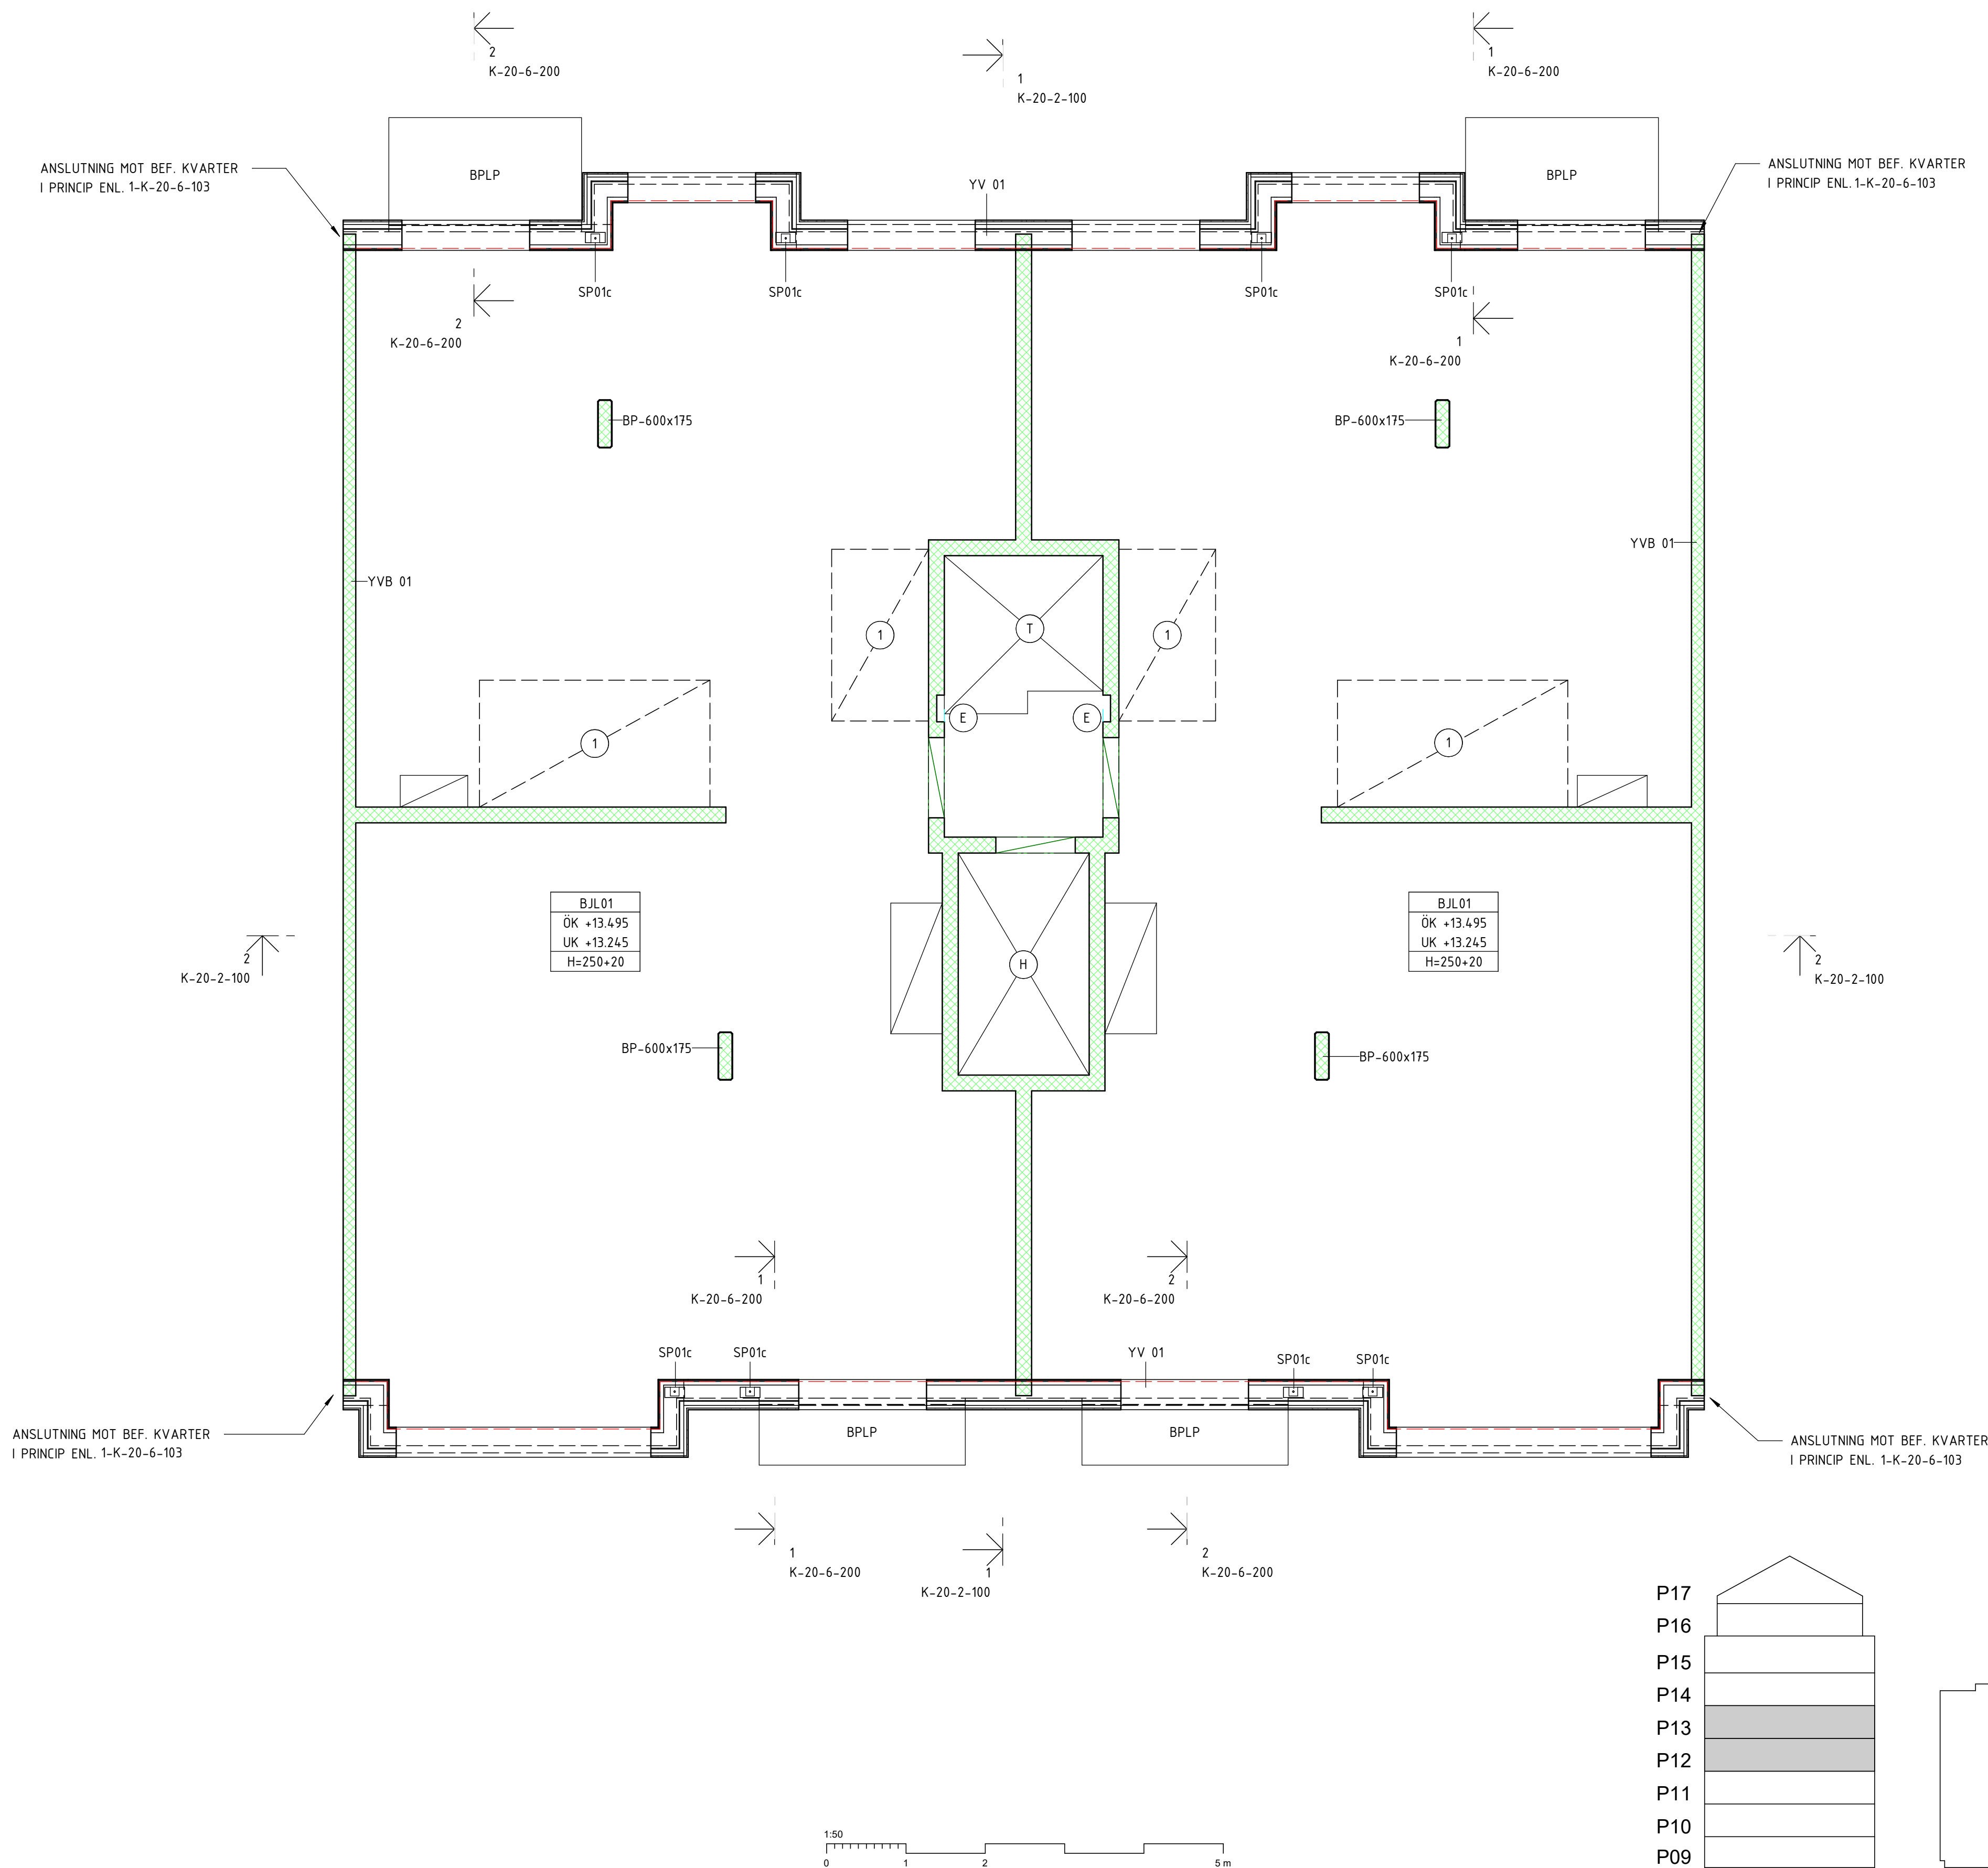 2
K-20-6-200
1
K-20-2-100
1
K-20-6-200
ANSLUTNING MOT BEF. KVARTER
I PRINCIP ENL. 1-K-20-6-103
BPLP
YV 01
BPLP
ANSLUTNING MOT BEF. KVARTER
I PRINCIP ENL. 1-K-20-6-103
SP01c
SP01c
SP01c
SP01c
2
K-20-6-200
1
K-20-6-200
BP-600x175
BP-600x175
YVB 01
YVB 01
1
T
1
E
E
1
1
BJL01
ÖK +13.495
UK +13.245
H=250+20
BJL01
ÖK +13.495
UK +13.245
H=250+20
2
K-20-2-100
H
2
K-20-2-100
BP-600x175
BP-600x175
1
K-20-6-200
2
K-20-6-200
SP01c
SP01c
YV 01
SP01c
SP01c
ANSLUTNING MOT BEF. KVARTER
I PRINCIP ENL. 1-K-20-6-103
BPLP
BPLP
ANSLUTNING MOT BEF. KVARTER
I PRINCIP ENL. 1-K-20-6-103
1
K-20-6-200
1
K-20-2-100
2
K-20-6-200
P17
P16
P15
P14
P13
P12
P11
P10
P09
1:50
0 1 2 5 m